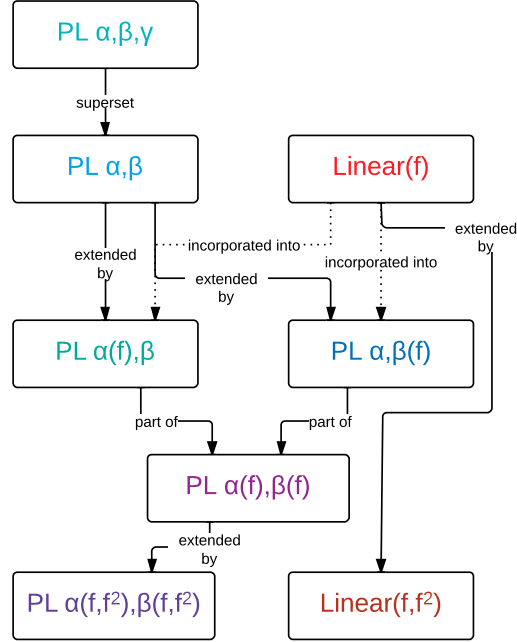 PL α,β,γ
superset
PL α,β
Linear(f)
extended
by
incorporated into
extended
by
incorporated into
extended
by
PL α(f),β
PL α,β(f)
part of
part of
PL α(f),β(f)
extended
by
PL α(f,f²),β(f,f²)
Linear(f,f²)